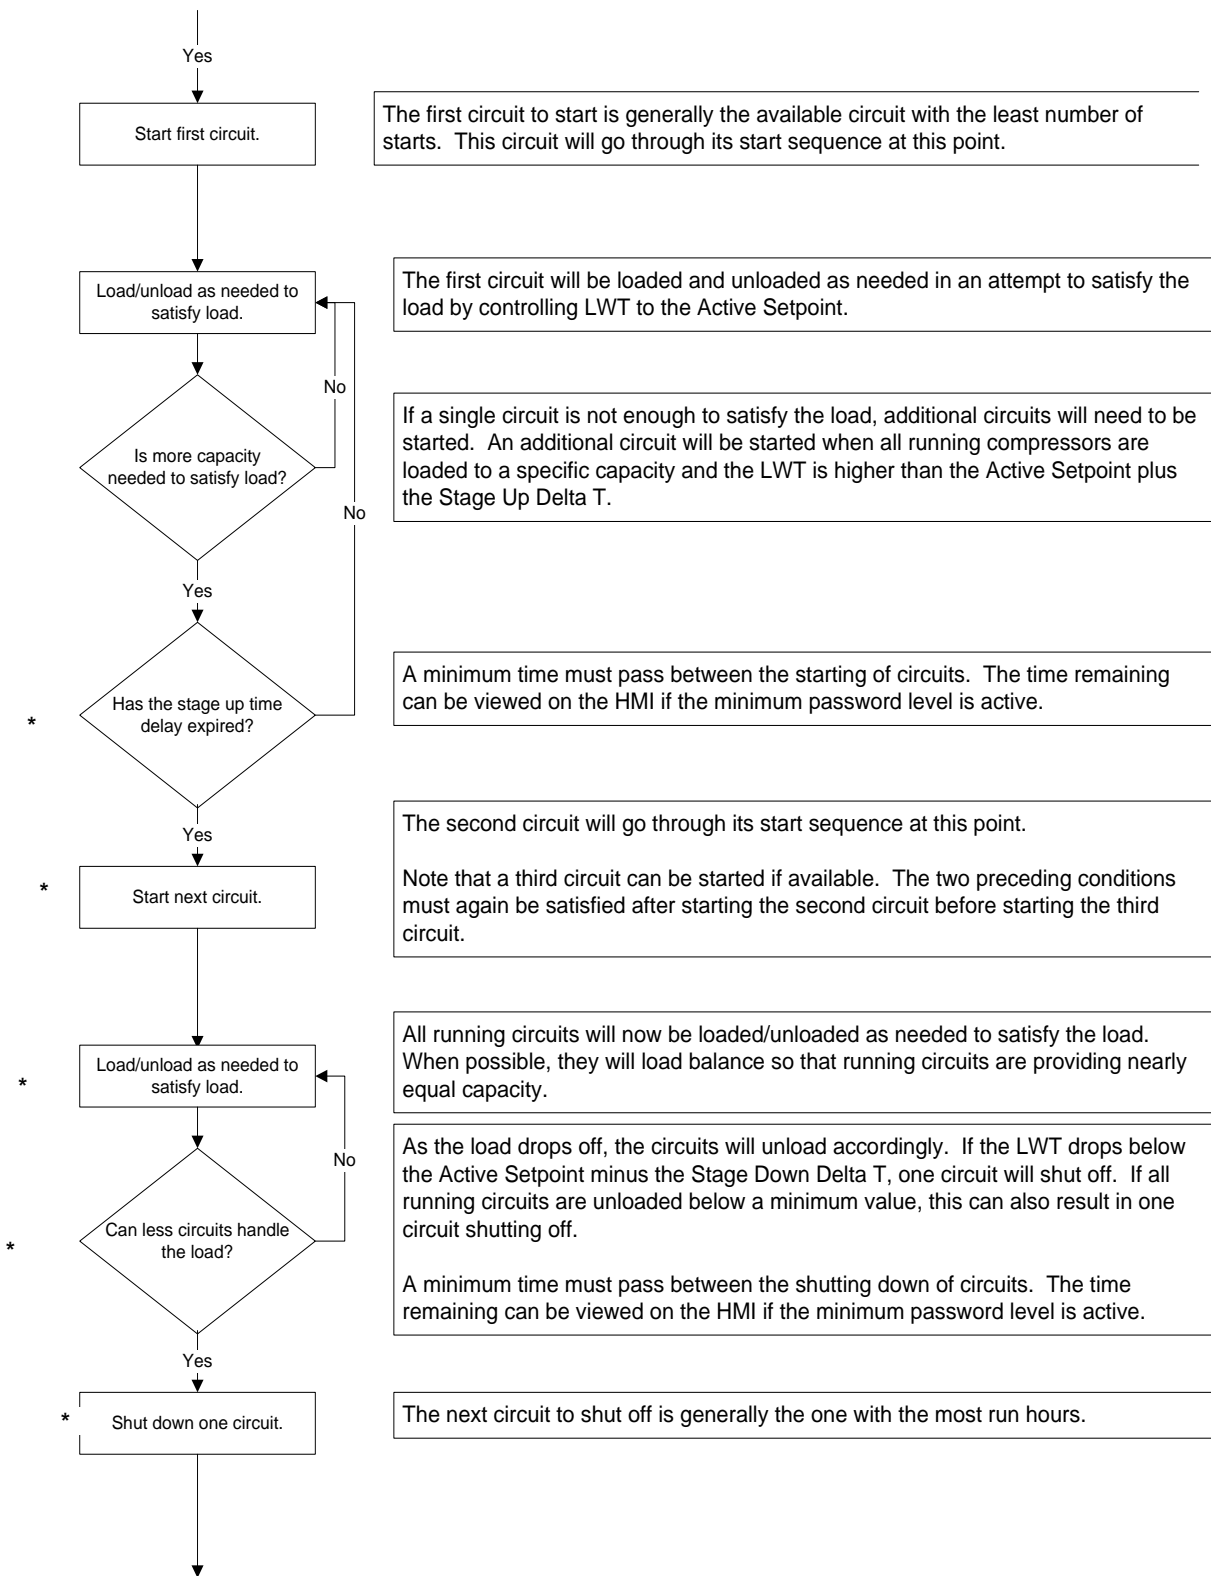 Yes
Start first circuit.
The first circuit to start is generally the available circuit with the least number of
starts.  This circuit will go through its start sequence at this point.
Load/unload as needed to
satisfy load.
The first circuit will be loaded and unloaded as needed in an attempt to satisfy the
load by controlling LWT to the Active Setpoint.
No
Is more capacity
needed to satisfy load?
If a single circuit is not enough to satisfy the load, additional circuits will need to be
started.  An additional circuit will be started when all running compressors are
loaded to a specific capacity and the LWT is higher than the Active Setpoint plus
the Stage Up Delta T.
No
Yes
*
Has the stage up time
delay expired?
A minimum time must pass between the starting of circuits.  The time remaining
can be viewed on the HMI if the minimum password level is active.
Yes
*
Start next circuit.
The second circuit will go through its start sequence at this point.
Note that a third circuit can be started if available.  The two preceding conditions
must again be satisfied after starting the second circuit before starting the third
circuit.
*
Load/unload as needed to
satisfy load.
All running circuits will now be loaded/unloaded as needed to satisfy the load.
When possible, they will load balance so that running circuits are providing nearly
equal capacity.
No
*
Can less circuits handle
the load?
As the load drops off, the circuits will unload accordingly.  If the LWT drops below
the Active Setpoint minus the Stage Down Delta T, one circuit will shut off.  If all
running circuits are unloaded below a minimum value, this can also result in one
circuit shutting off.
A minimum time must pass between the shutting down of circuits.  The time
remaining can be viewed on the HMI if the minimum password level is active.
Yes
*
Shut down one circuit.
The next circuit to shut off is generally the one with the most run hours.